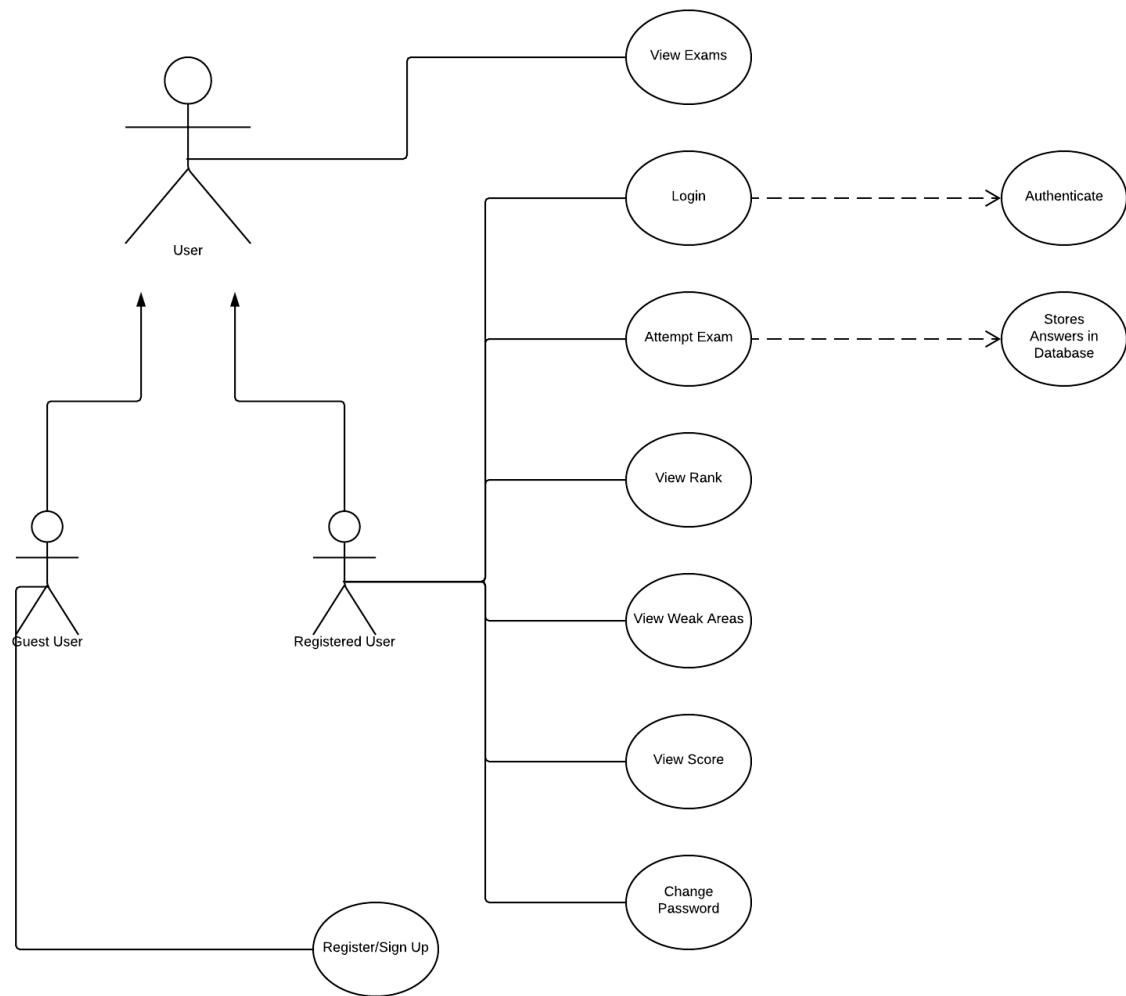 View Exams
User
Login
Authenticate
Attempt Exam
Stores
Answers in
Database
View Rank
Guest User
Registered User
View Weak Areas
View Score
Change
Password
Register/Sign Up